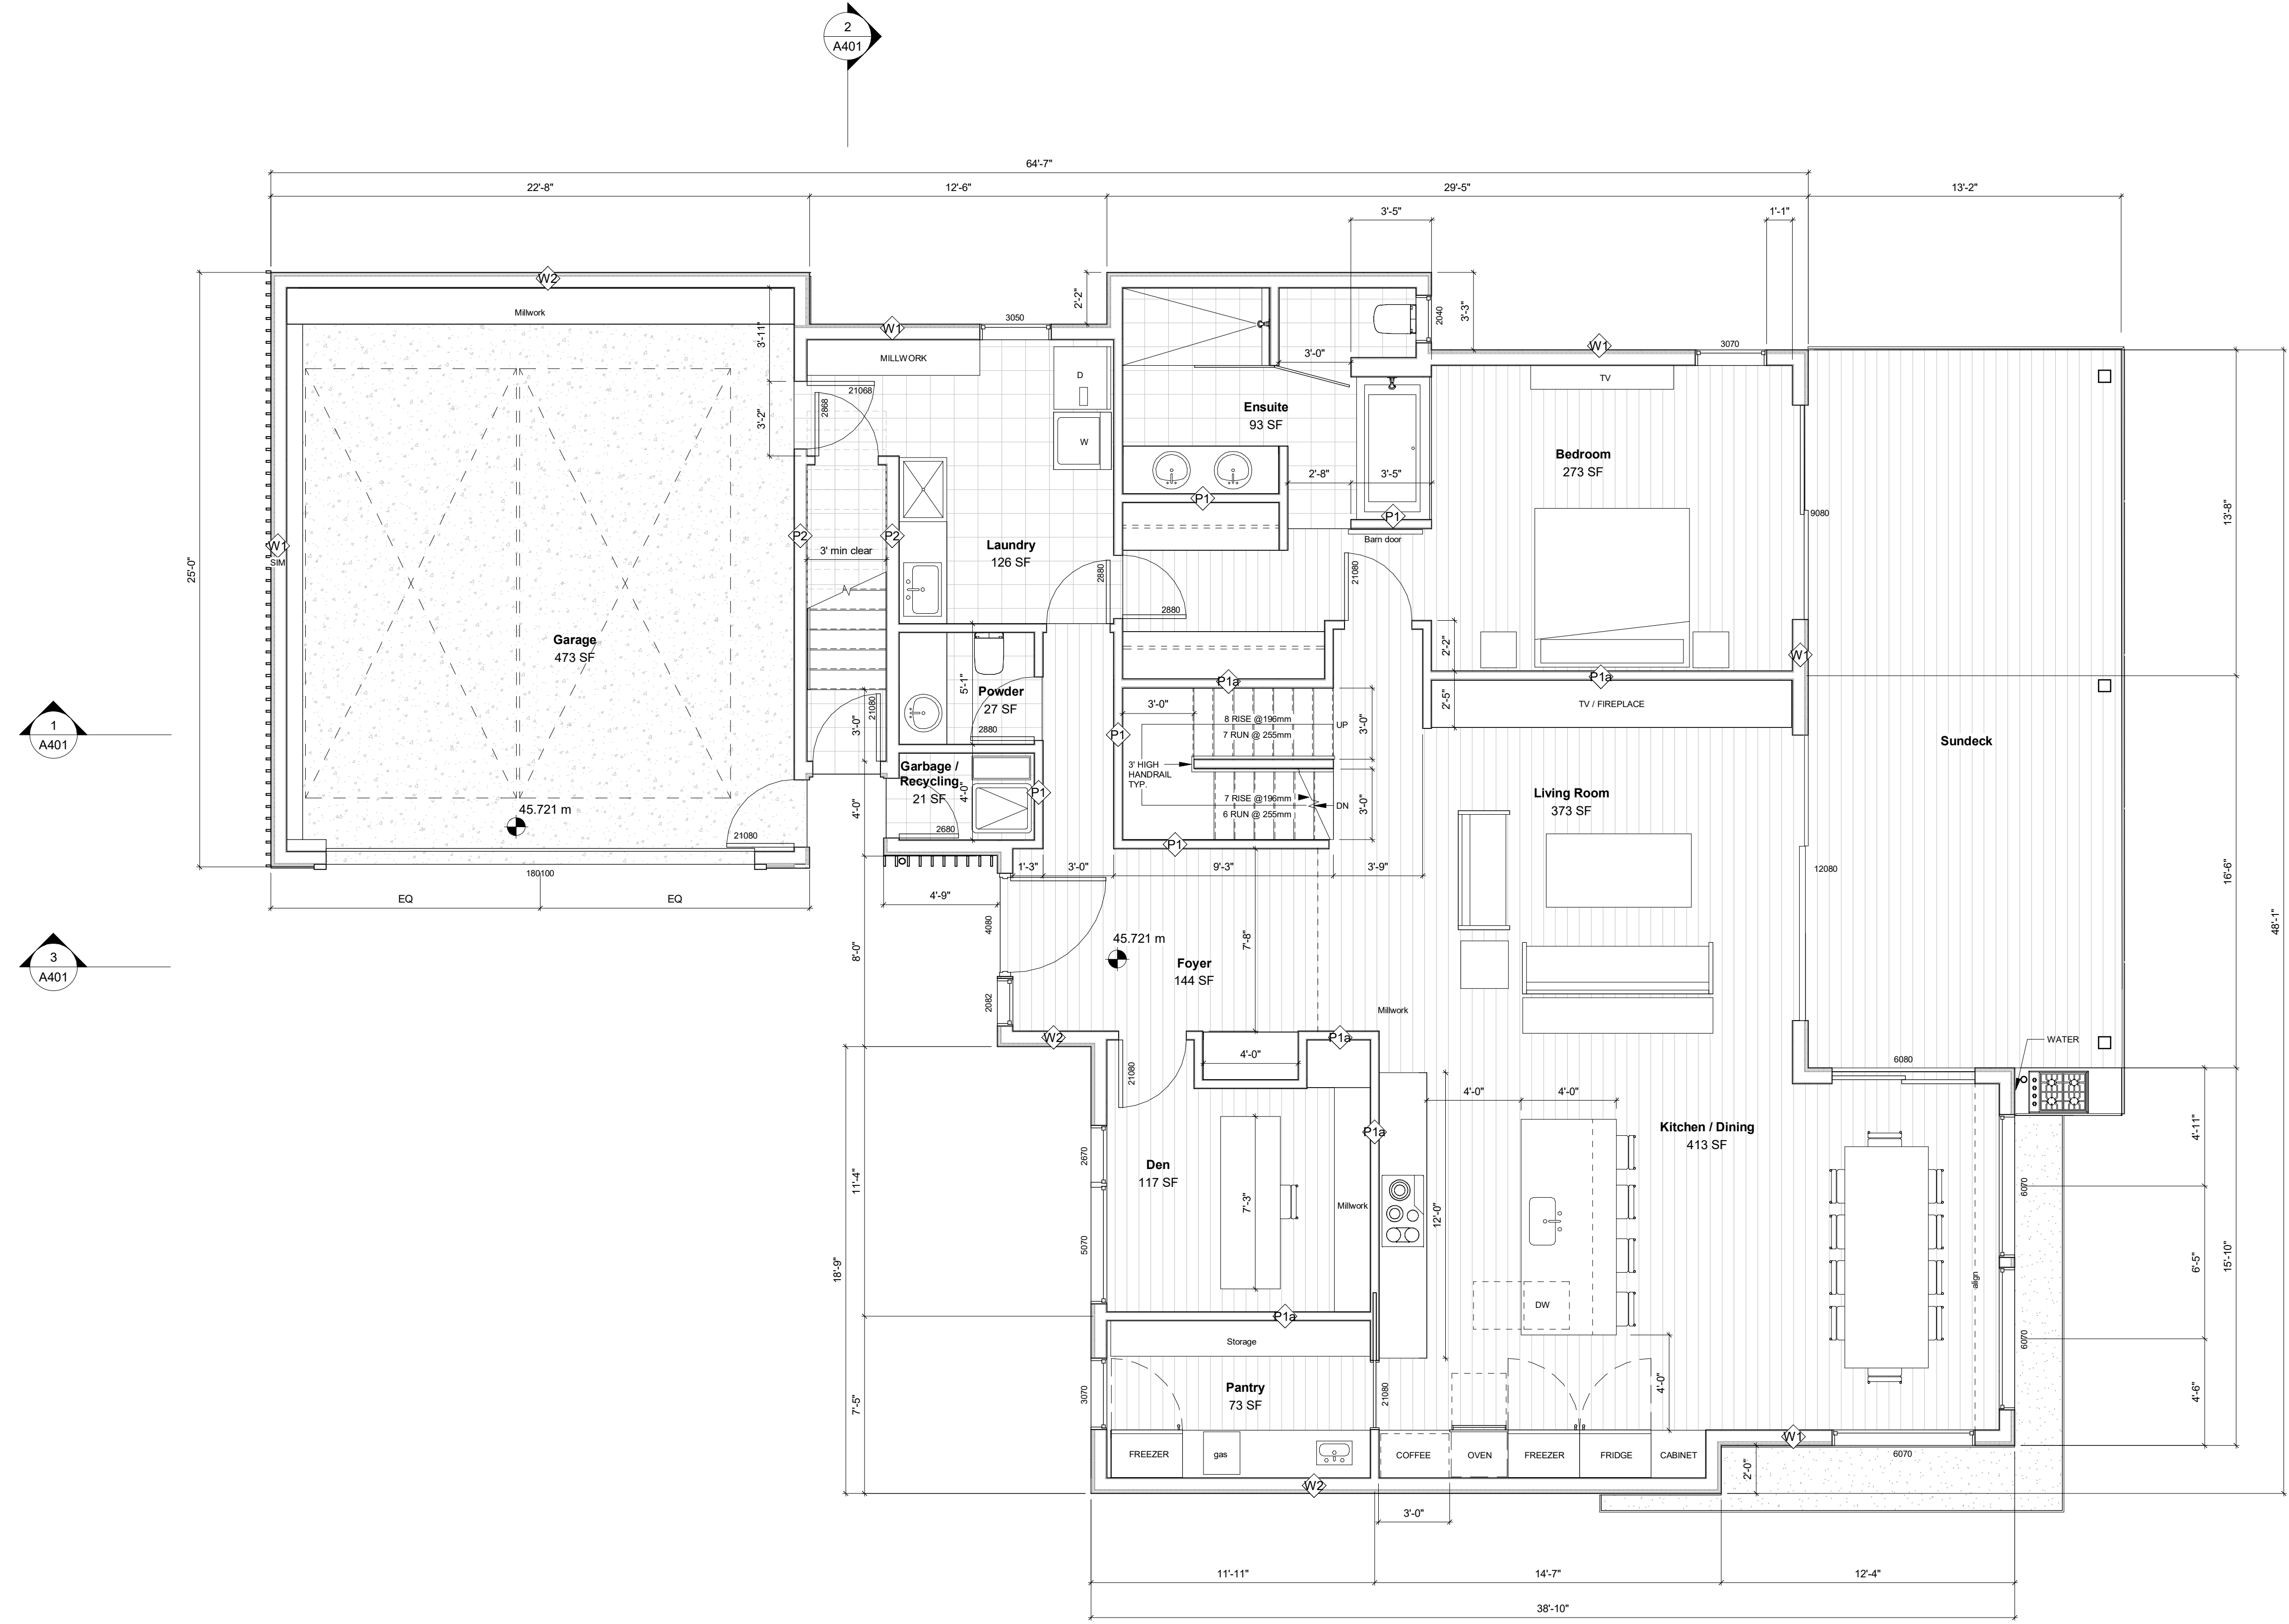 2
A401
64'-7"
22'-8"
12'-6"
29'-5"
13'-2"
3'-5"
1'-1"
W2
Millwork
3'-11"
W1
3050
2'-2"
2040
3'-3"
W1
3070
MILLWORK
D
3'-0"
TV
21068
2868
3'-2"
W
Ensuite
93 SF
Bedroom
273 SF
2'-8"
3'-5"
P1
P1
9080
13'-8"
25'-0"
W1
SIM
P2
P2
3' min clear
Laundry
126 SF
Barn door
2880
2880
21080
Garage
473 SF
2'-2"
W1
P1a
P1a
5'-1"
Powder
27 SF
2880
21080
3'-0"
3'-0"
8 RISE @196mm
7 RUN @ 255mm
UP
3'-0"
2'-5"
TV / FIREPLACE
1
A401
P1
Sundeck
3' HIGH
HANDRAIL
TYP.
Garbage /
Recycling
21 SF
4'-0"
P1
7 RISE @196mm
6 RUN @ 255mm
DN
3'-0"
Living Room
373 SF
45.721 m
4'-0"
21080
2680
P1
180100
EQ
EQ
4'-9"
1'-3"
3'-0"
9'-3"
3'-9"
12080
16'-6"
48'-1"
4080
8'-0"
7'-8"
45.721 m
3
A401
Foyer
144 SF
2082
Millwork
W2
P1a
4'-0"
6080
WATER
21080
4'-0"
4'-0"
P1a
Kitchen / Dining
413 SF
4'-11"
2670
Den
117 SF
11'-4"
7'-3"
Millwork
12'-0"
6070
5070
18'-9"
6'-5"
15'-10"
align
DW
P1a
6070
Storage
Pantry
73 SF
3070
21080
4'-0"
4'-6"
7'-5"
FREEZER
gas
COFFEE
OVEN
FREEZER
FRIDGE
CABINET
W1
6070
2'-0"
W2
3'-0"
11'-11"
14'-7"
12'-4"
38'-10"